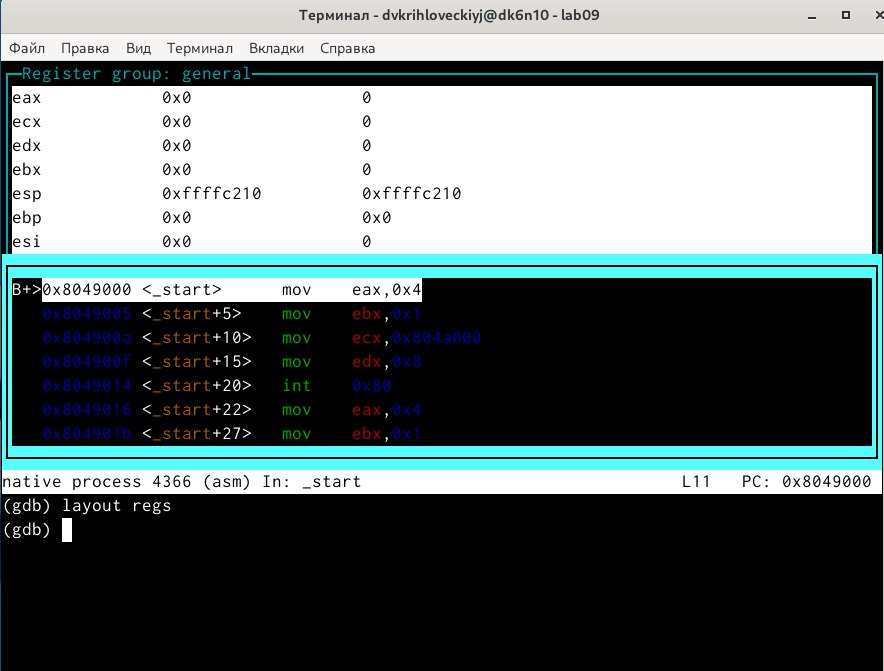 Терминал - dvkrihloveckiyj@dk6n10 - lab09
Файл Правка Вид Терминал Вкладки Справка
Register group: general
eax 0x0 0
ecx 0x0 0
edx 0x0 0
ebx 0x0 0
esp 0xffffc210 0xffffc210
ebp 0x0 0x0
esi 0x0 0
B+>0x8049000 <_start> mov eax,0x4
0x8049005 <_start+5> mov ebx,0x1
0x804900a <_start+10> mov ecx,0x804a000
0x804900f <_start+15> mov edx,0x8
0x8049014 <_start+20> int 0x80
0x8049016 <_start+22> mov eax,0x4
0x804901b <_start+27> mov ebx,0x1
native process 4366 (asm) In: _start L11 PC: 0x8049000
(gdb) layout regs
(gdb)